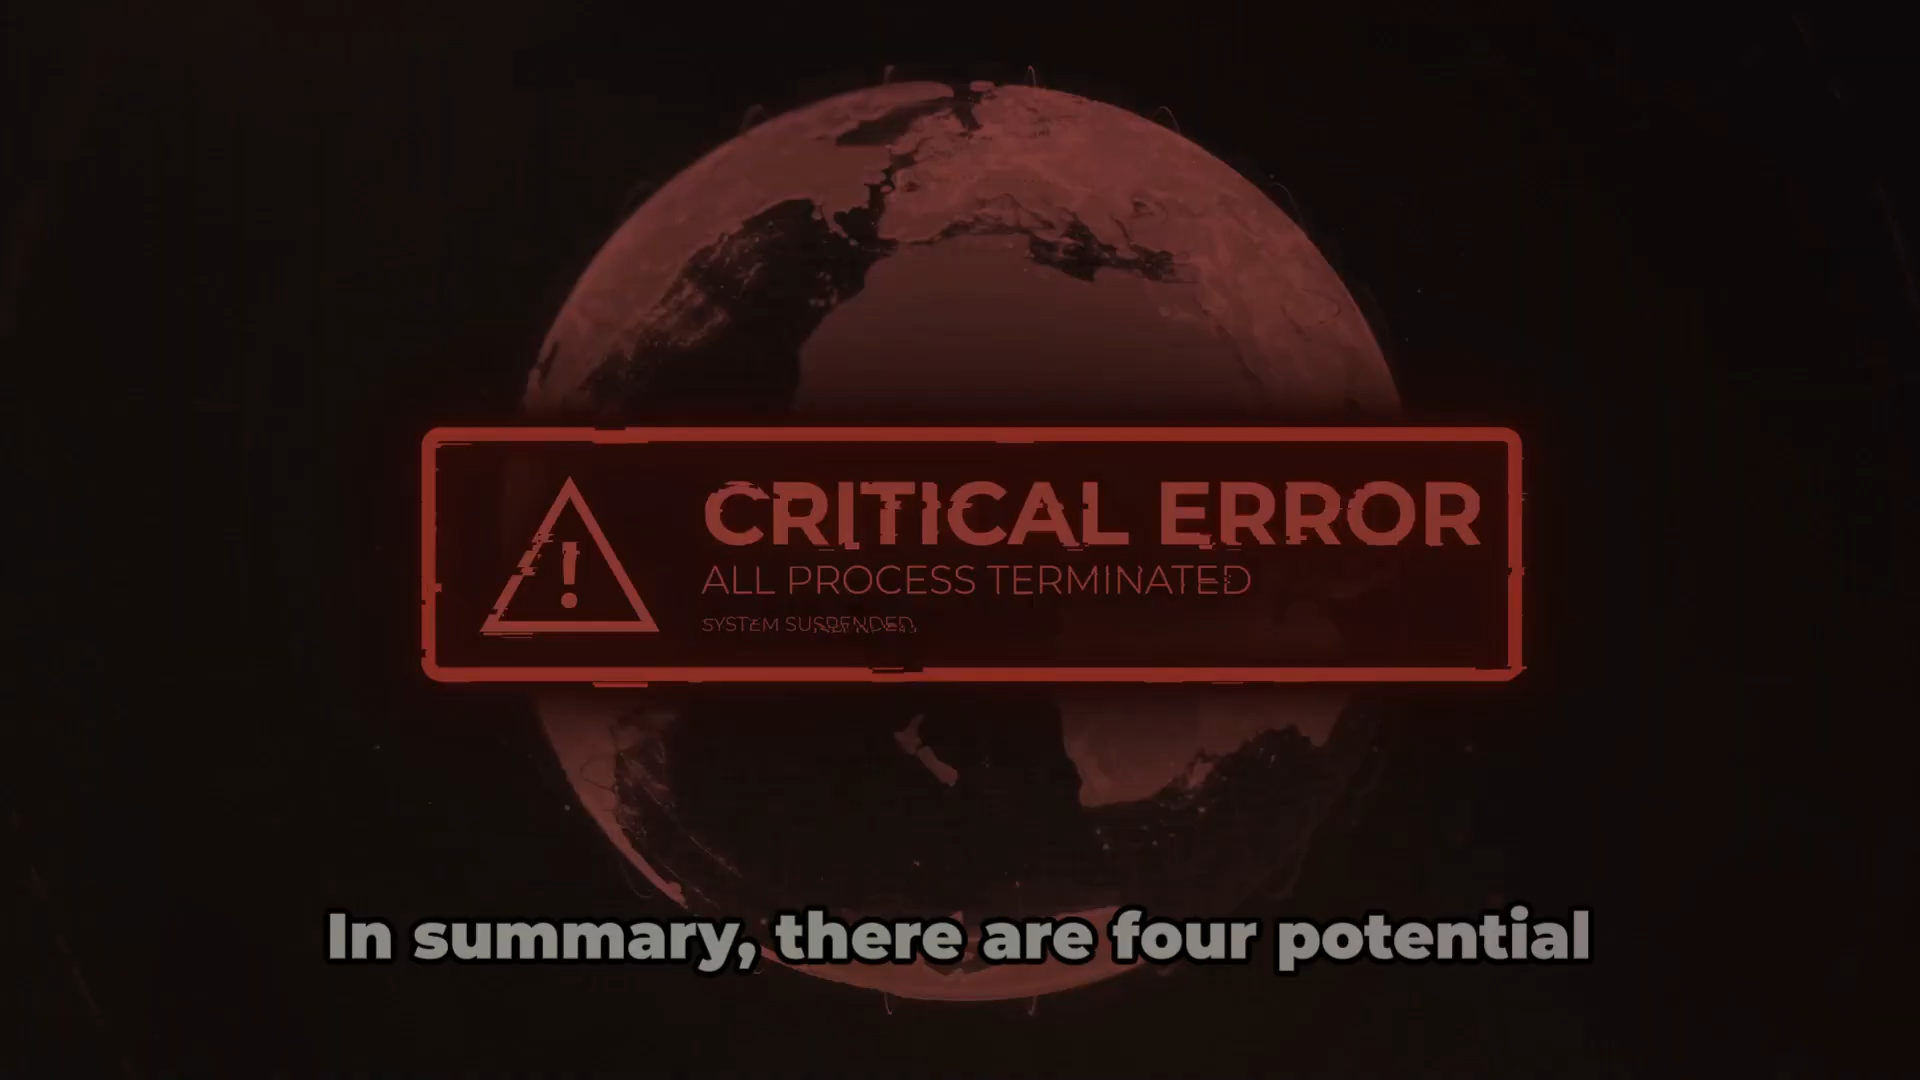 CRITICAL ERROR
ALL PROCESS TERMINATED
SYSTEM SUSPENDED
In summary, there are four potential